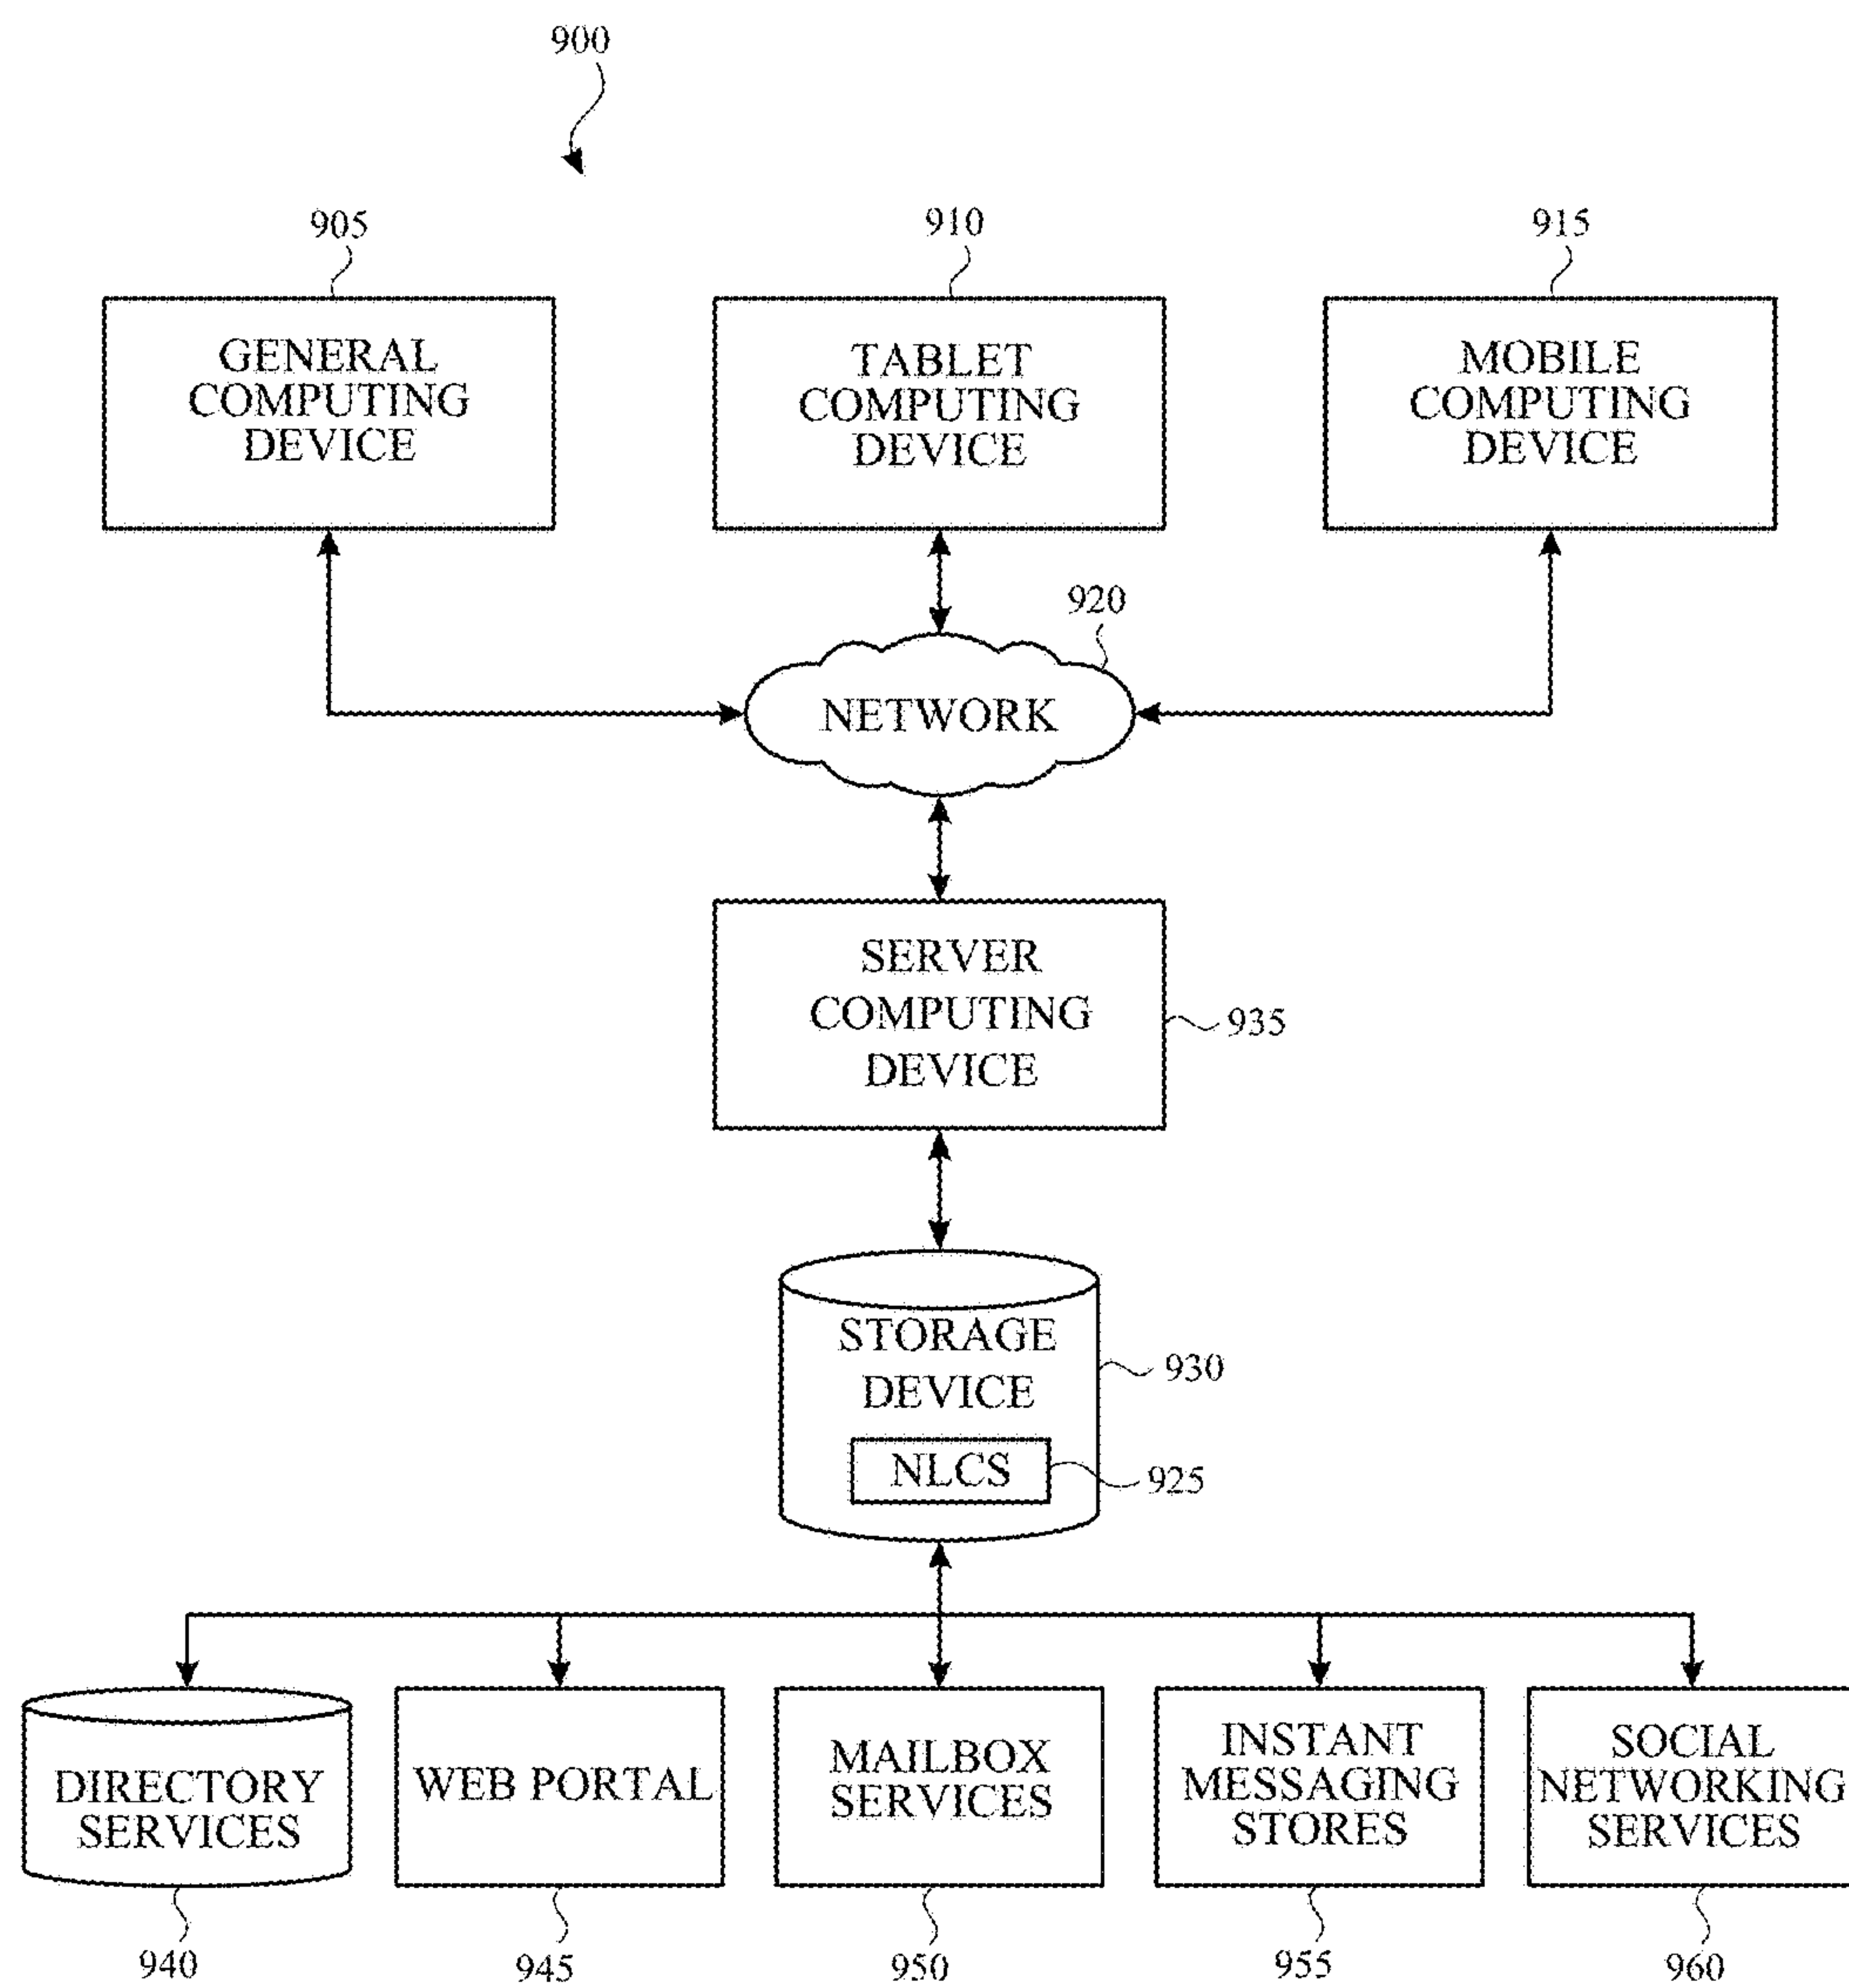 900
905
910
915
GENERAL
COMPUTING
DEVICE
TABLET
COMPUTING
DEVICE
MOBILE
COMPUTING
DEVICE
920
NETWORK
SERVER
COMPUTING
DEVICE
935
STORAGE
DEVICE
930
NLCS
925
DIRECTORY
SERVICES
WEB PORTAL
MAILBOX
SERVICES
INSTANT
MESSAGING
STORES
SOCIAL
NETWORKING
SERVICES
940
945
950
955
960